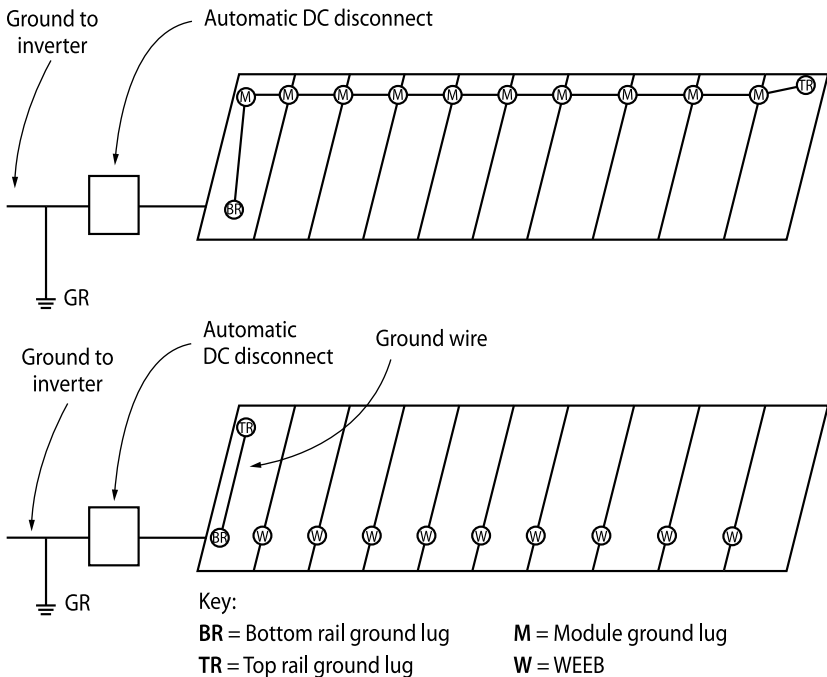 Ground to
inverter
Automatic DC disconnect
M M M M M M M M M M TR
BR
GR
Ground to
inverter
Automatic
DC disconnect
Ground wire
TR
BR W W W W W W W W W
GR
Key:
BR = Bottom rail ground lug
M = Module ground lug
TR = Top rail ground lug
W = WEEB